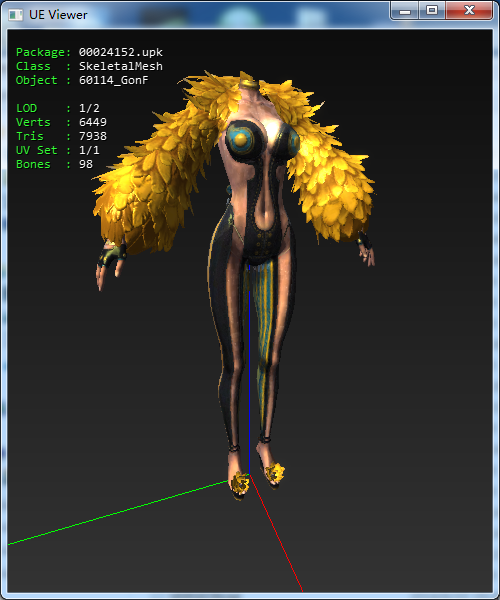 UE Viewer
Package: 00024152.upk
Class : SkeletalMesh
Object : 60114_GonF
LOD : 1/2
Verts : 6449
Tris : 7938
UV Set : 1/1
Bones : 98